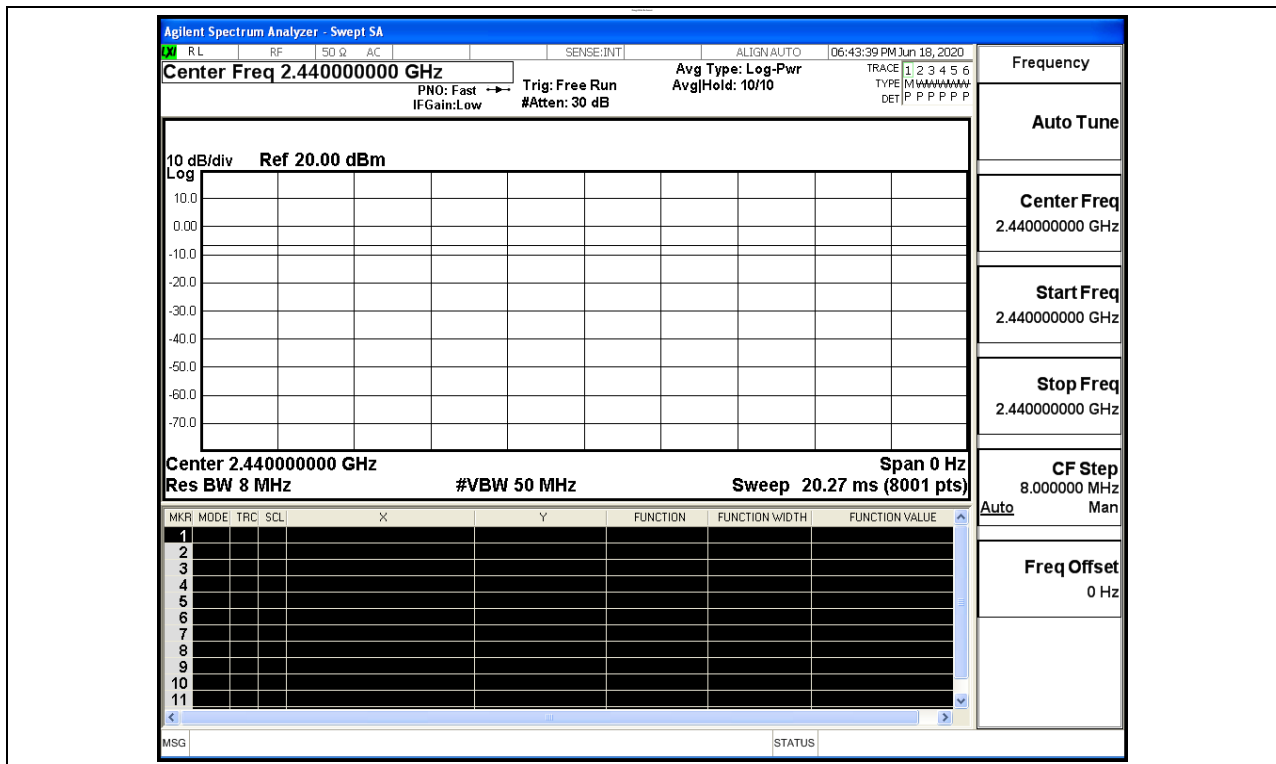 Agilent Spectrum Analyzer - Swept SA
LXI RL RF 50 Ω AC SENSE:INT ALIGN AUTO 06:43:39 PM Jun 18, 2020
Center Freq 2.440000000 GHz
PNO: Fast
IFGain:Low
Trig: Free Run
#Atten: 30 dB
Avg Type: Log-Pwr
Avg|Hold: 10/10
TRACE 1 2 3 4 5 6
TYPE M W W W W W
DET P P P P P P
10 dB/div Ref 20.00 dBm
Log
10.0
0.00
-10.0
-20.0
-30.0
-40.0
-50.0
-60.0
-70.0
Center 2.440000000 GHz Span 0 Hz
Res BW 8 MHz #VBW 50 MHz Sweep 20.27 ms (8001 pts)
MKR MODE TRC SCL X Y FUNCTION FUNCTION WIDTH FUNCTION VALUE
1
2
3
4
5
6
7
8
9
10
11
MSG STATUS
Frequency
Auto Tune
Center Freq
2.440000000 GHz
Start Freq
2.440000000 GHz
Stop Freq
2.440000000 GHz
CF Step
8.000000 MHz
Auto Man
Freq Offset
0 Hz